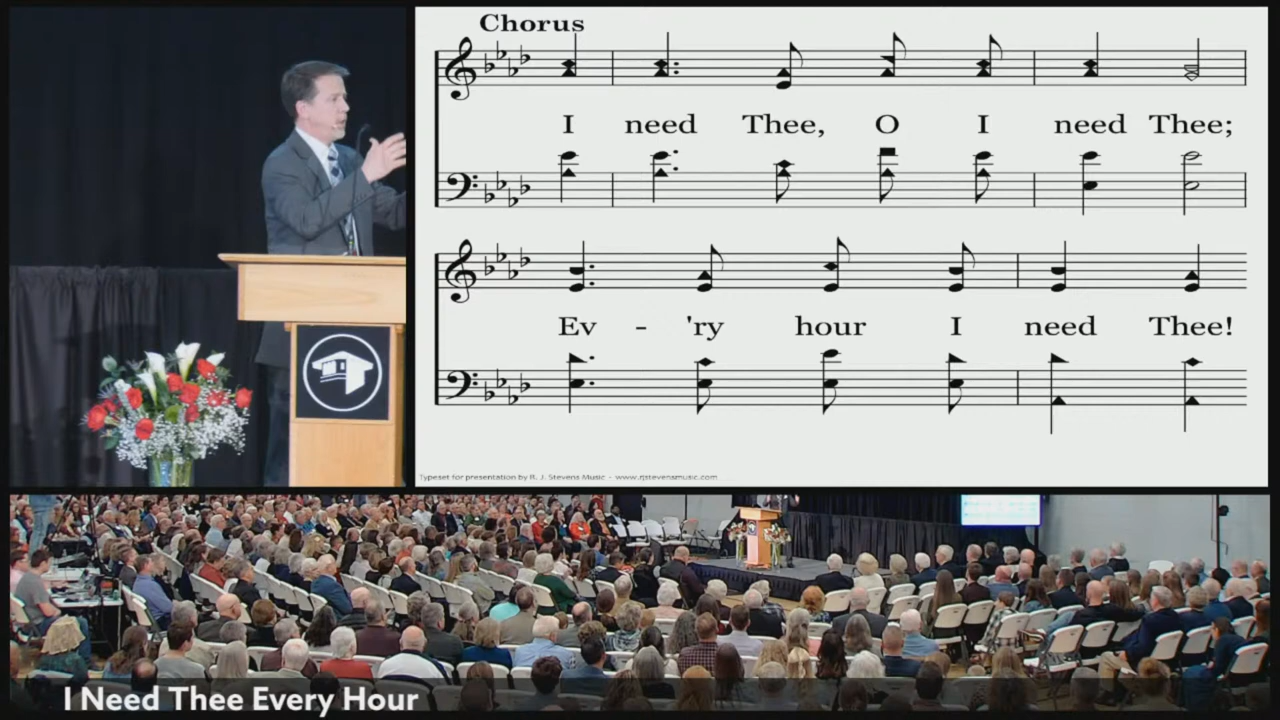 Chorus
I need Thee, O I need Thee;
Ev - 'ry hour I need Thee!
Typeset for presentation by R. J. Stevens Music - www.rjstevensmusic.com
I Need Thee Every Hour